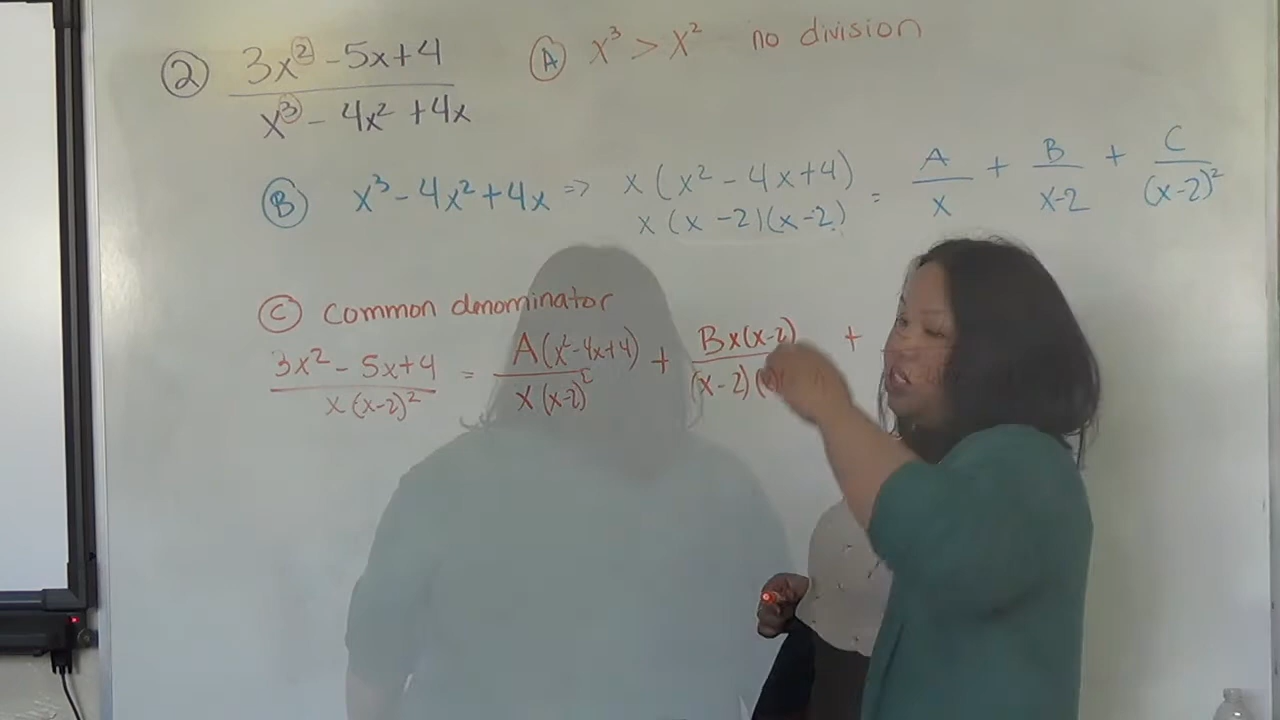 ② 3x² - 5x + 4 / x³ - 4x² + 4x
Ⓐ x³ > x² no division
Ⓑ x³ - 4x² + 4x ⇒ x(x² - 4x + 4) = A/x + B/x-2 + C/(x-2)²
x(x-2)(x-2)
Ⓒ common denominator
3x² - 5x + 4 / x(x-2)² = A(x² - 4x + 4) / x(x-2)² + Bx(x-2) / (x-2)( +